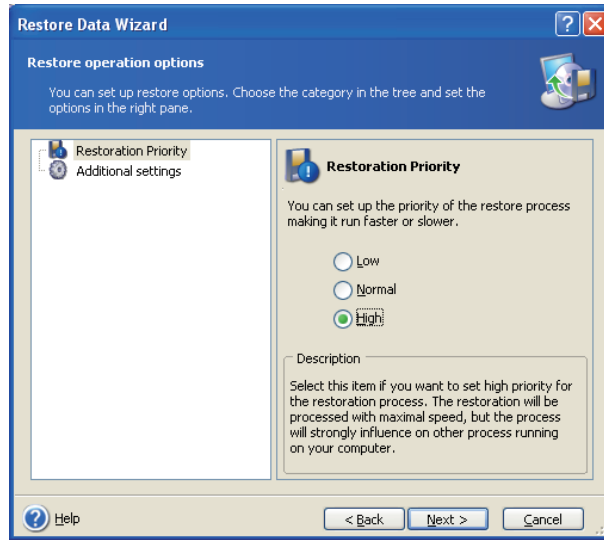 Restore Data Wizard
Restore operation options
You can set up restore options. Choose the category in the tree and set the
options in the right pane.
Restoration Priority
Additional settings
Restoration Priority
You can set up the priority of the restore process
making it run faster or slower.
Low
Normal
High
Description
Select this item if you want to set high priority for
the restoration process. The restoration will be
processed with maximal speed, but the process
will strongly influence on other process running
on your computer.
Help
< Back
Next >
Cancel